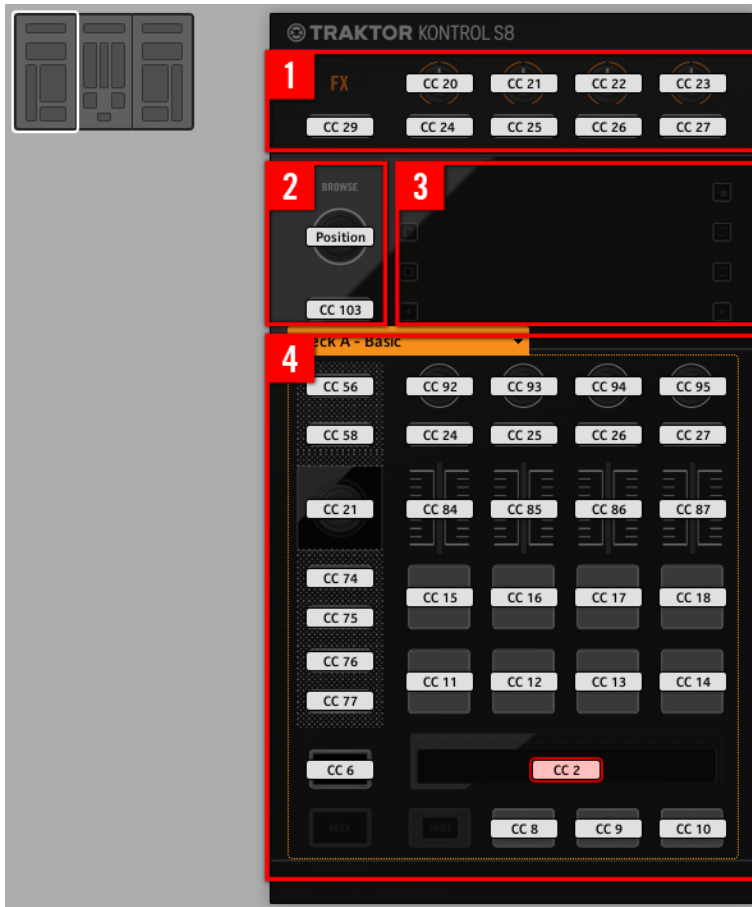 TRAKTOR KONTROL S8
1
FX
CC 20 CC 21 CC 22 CC 23
CC 29 CC 24 CC 25 CC 26 CC 27
2
3
BROWSE
Position
CC 103
4
eck A - Basic
CC 56 CC 92 CC 93 CC 94 CC 95
CC 58 CC 24 CC 25 CC 26 CC 27
CC 21 CC 84 CC 85 CC 86 CC 87
CC 74
CC 15 CC 16 CC 17 CC 18
CC 75
CC 76
CC 11 CC 12 CC 13 CC 14
CC 77
CC 6 CC 2
DECK SHIFT CC 8 CC 9 CC 10